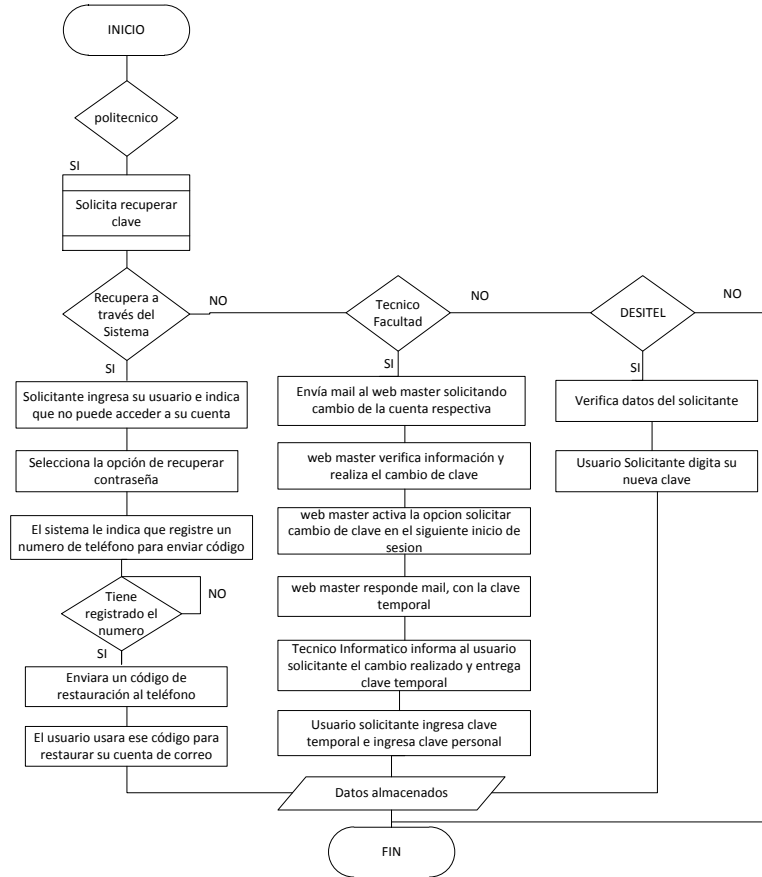 INICIO
politecnico
SI
Solicita recuperar
clave
Recupera a
través del
Sistema
NO
Tecnico
Facultad
NO
DESITEL
NO
SI
Solicitante ingresa su usuario e indica
que no puede acceder a su cuenta
Selecciona la opción de recuperar
contraseña
El sistema le indica que registre un
numero de teléfono para enviar código
Tiene
registrado el
numero
NO
SI
Enviara un código de
restauración al teléfono
El usuario usara ese código para
restaurar su cuenta de correo
SI
Envía mail al web master solicitando
cambio de la cuenta respectiva
web master verifica información y
realiza el cambio de clave
web master activa la opcion solicitar
cambio de clave en el siguiente inicio de
sesion
web master responde mail, con la clave
temporal
Tecnico Informatico informa al usuario
solicitante el cambio realizado y entrega
clave temporal
Usuario solicitante ingresa clave
temporal e ingresa clave personal
SI
Verifica datos del solicitante
Usuario Solicitante digita su
nueva clave
Datos almacenados
FIN